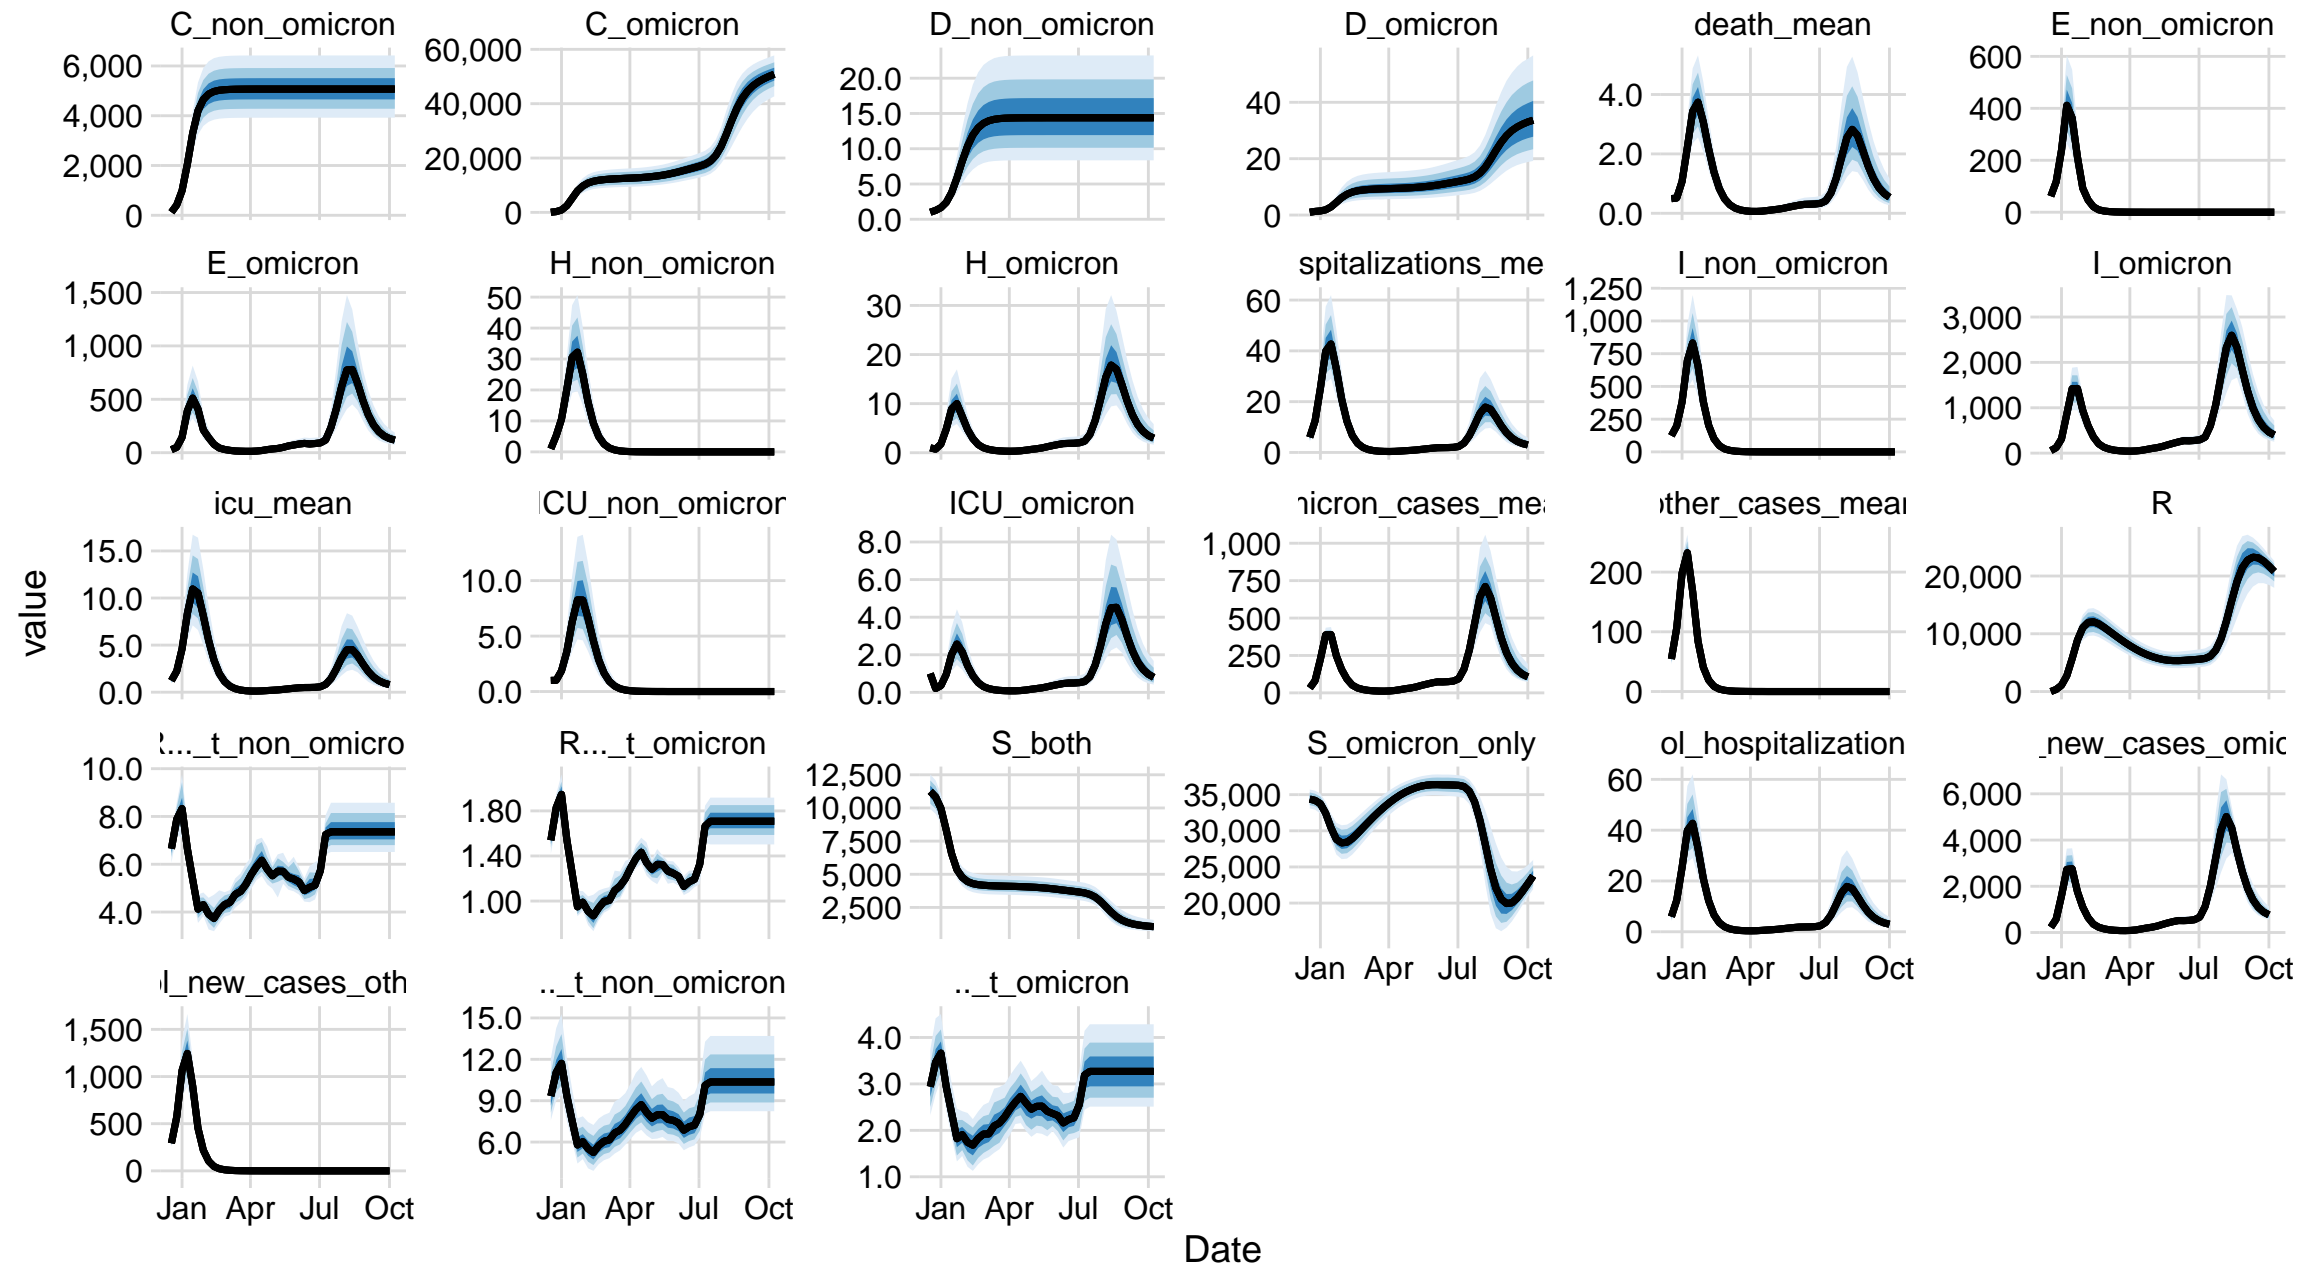 C_non_omicron C_omicron D_non_omicron D_omicron death_mean E_non_omicron
6,000 4,000 2,000 0
60,000 40,000 20,000 0
20.0 15.0 10.0 5.0 0.0
40 20 0
4.0 2.0 0.0
600 400 200 0
E_omicron H_non_omicron H_omicron spitalizations_me I_non_omicron I_omicron
1,500 1,000 500 0
50 40 30 20 10 0
30 20 10 0
60 40 20 0
1,250 1,000 750 500 250 0
3,000 2,000 1,000 0
icu_mean ICU_non_omicron ICU_omicron nicron_cases_mea other_cases_mean R
15.0 10.0 5.0 0.0
10.0 5.0 0.0
8.0 6.0 4.0 2.0 0.0
1,000 750 500 250 0
200 100 0
20,000 10,000 0
R..._t_non_omicro R..._t_omicron S_both S_omicron_only ol_hospitalization _new_cases_omic
10.0 8.0 6.0 4.0
1.80 1.40 1.00
12,500 10,000 7,500 5,000 2,500
35,000 30,000 25,000 20,000
60 40 20 0
6,000 4,000 2,000 0
Jan Apr Jul Oct
Jan Apr Jul Oct
Jan Apr Jul Oct
l_new_cases_oth .._t_non_omicron .._t_omicron
1,500 1,000 500 0
15.0 12.0 9.0 6.0
4.0 3.0 2.0 1.0
Jan Apr Jul Oct
Jan Apr Jul Oct
Jan Apr Jul Oct
value
Date